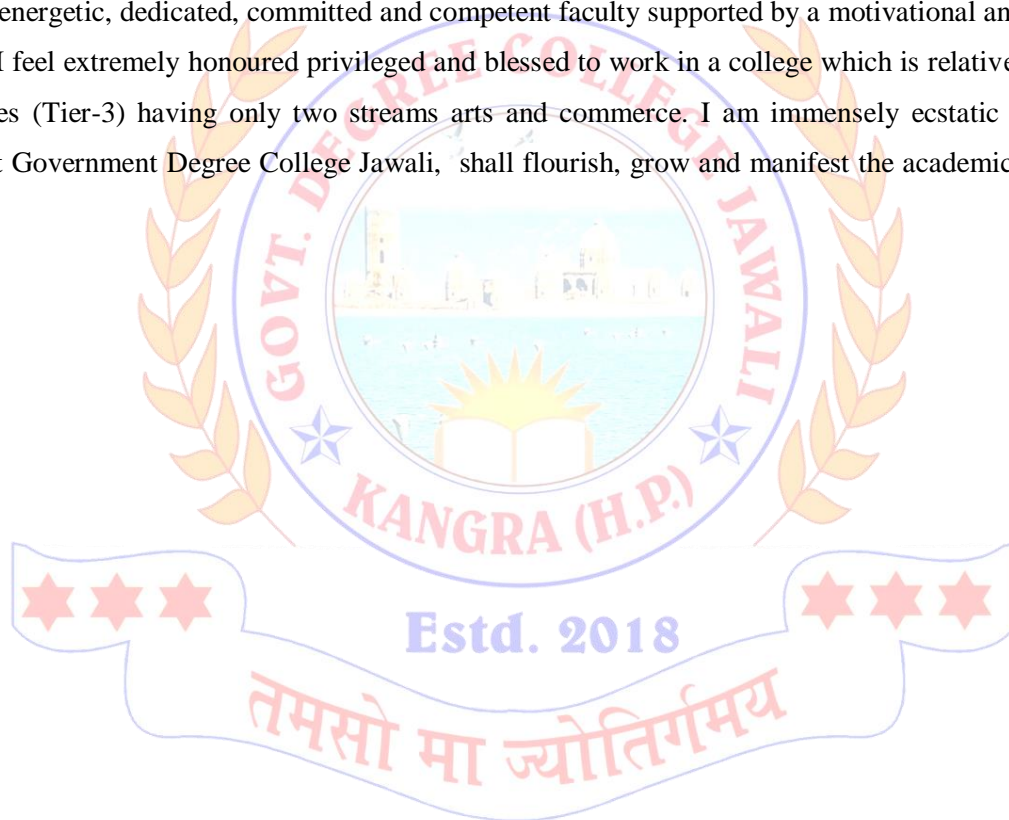 energetic, dedicated, committed and competent faculty supported by a motivational an
I feel extremely honoured privileged and blessed to work in a college which is relative
es (Tier-3) having only two streams arts and commerce. I am immensely ecstatic
t Government Degree College Jawali, shall flourish, grow and manifest the academic
GOVT. DEGREE COLLEGE JAWALI
KANGRA (H.P.)
Estd. 2018
तमसो मा ज्योतिर्गमय